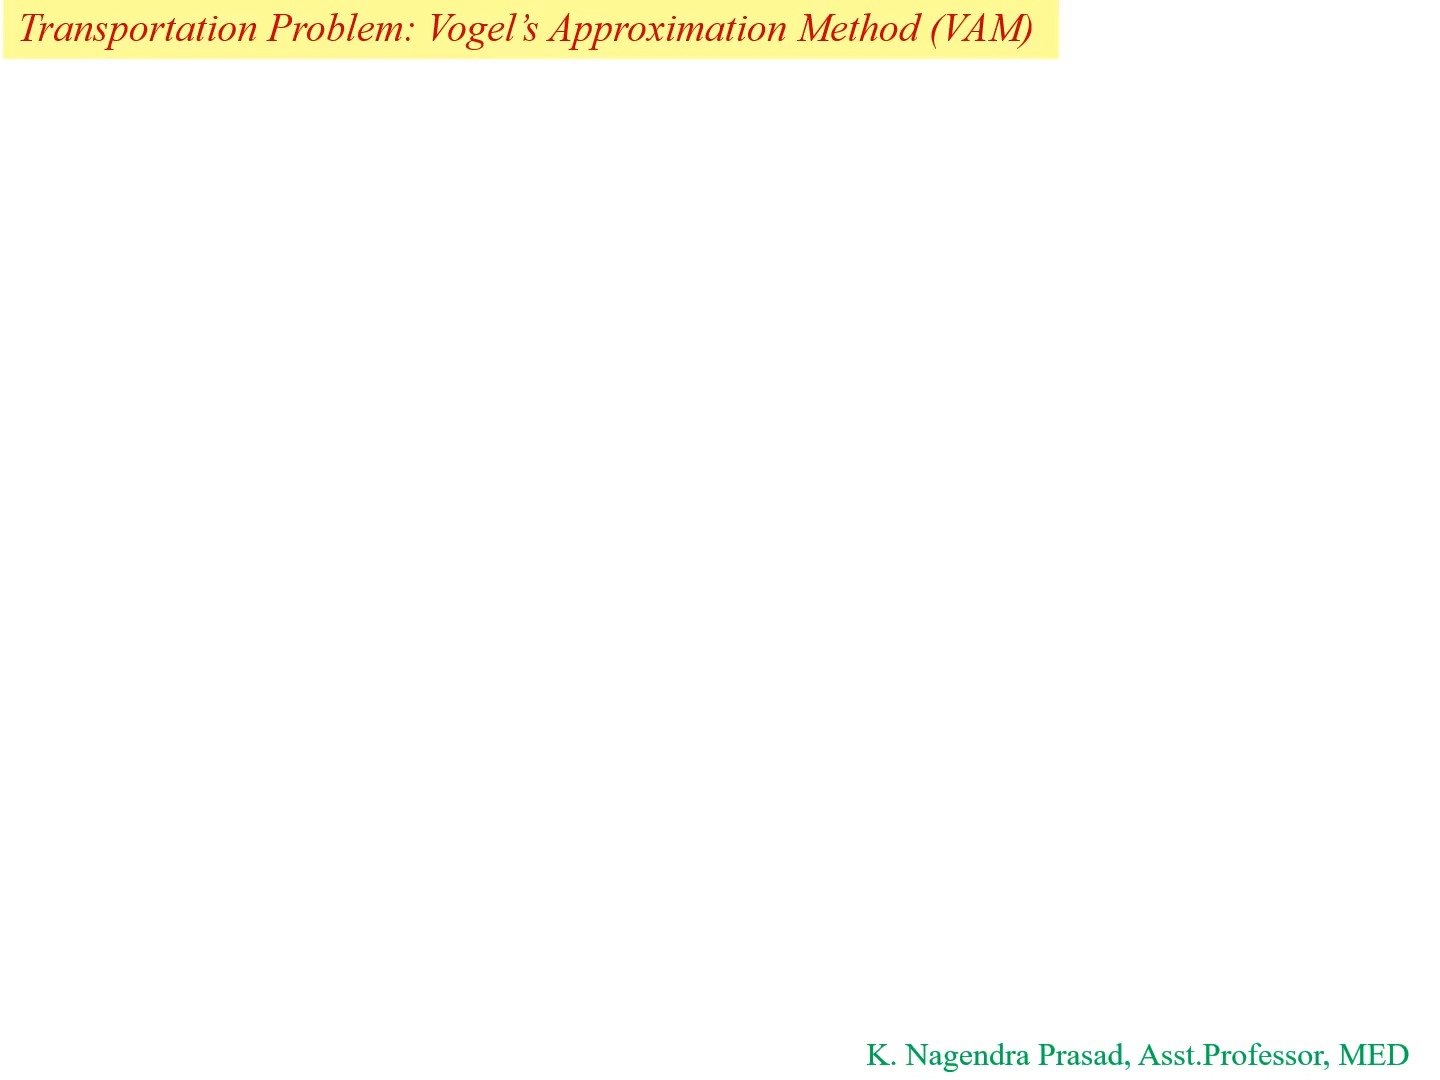 Transportation Problem: Vogel’s Approximation Method (VAM)
K. Nagendra Prasad, Asst.Professor, MED